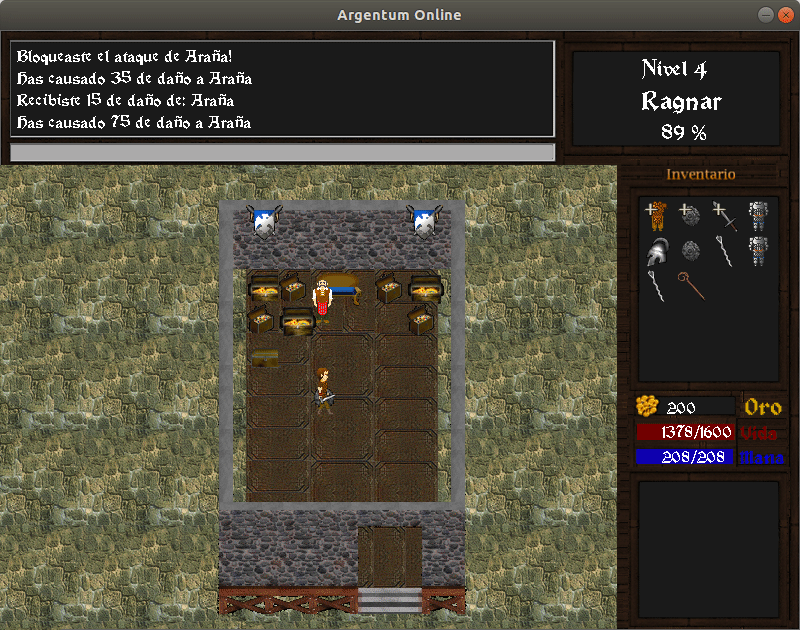 Argentum Online
Bloqueaste el ataque de Araña!
Has causado 35 de daño a Araña
Recibiste 15 de daño de: Araña
Has causado 75 de daño a Araña
Nivel 4
Ragnar
89 %
Inventario
200
Oro
1378/1600
Vida
208/208
Mana